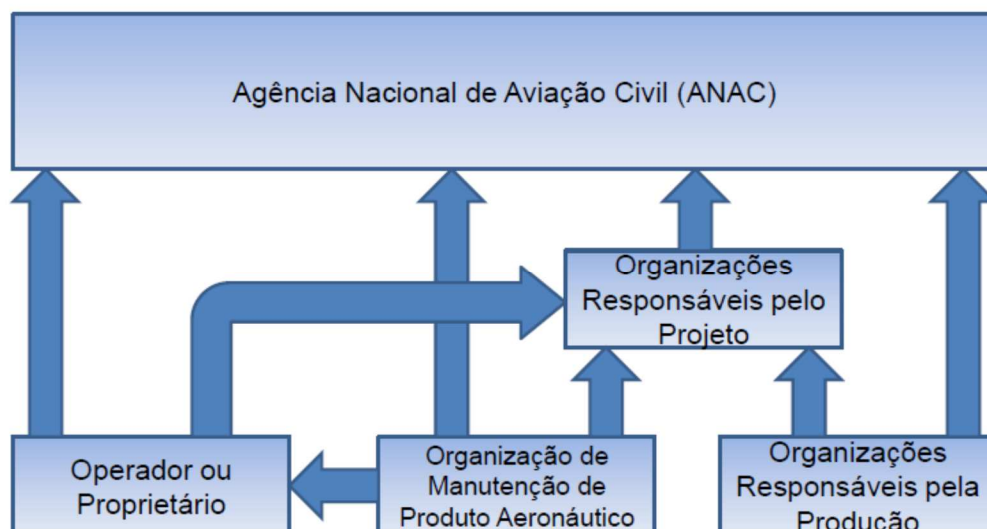 Agência Nacional de Aviação Civil (ANAC)
Organizações
Responsáveis pelo
Projeto
Operador ou
Proprietário
Organização de
Manutenção de
Produto Aeronáutico
Organizações
Responsáveis pela
Produção